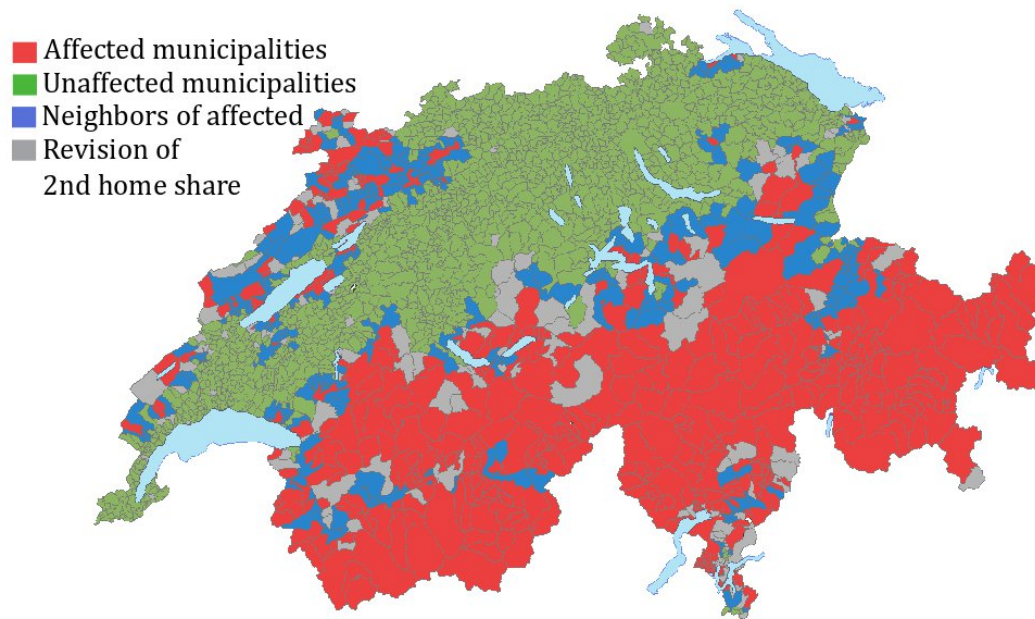 Affected municipalities
Unaffected municipalities
Neighbors of affected
Revision of
2nd home share